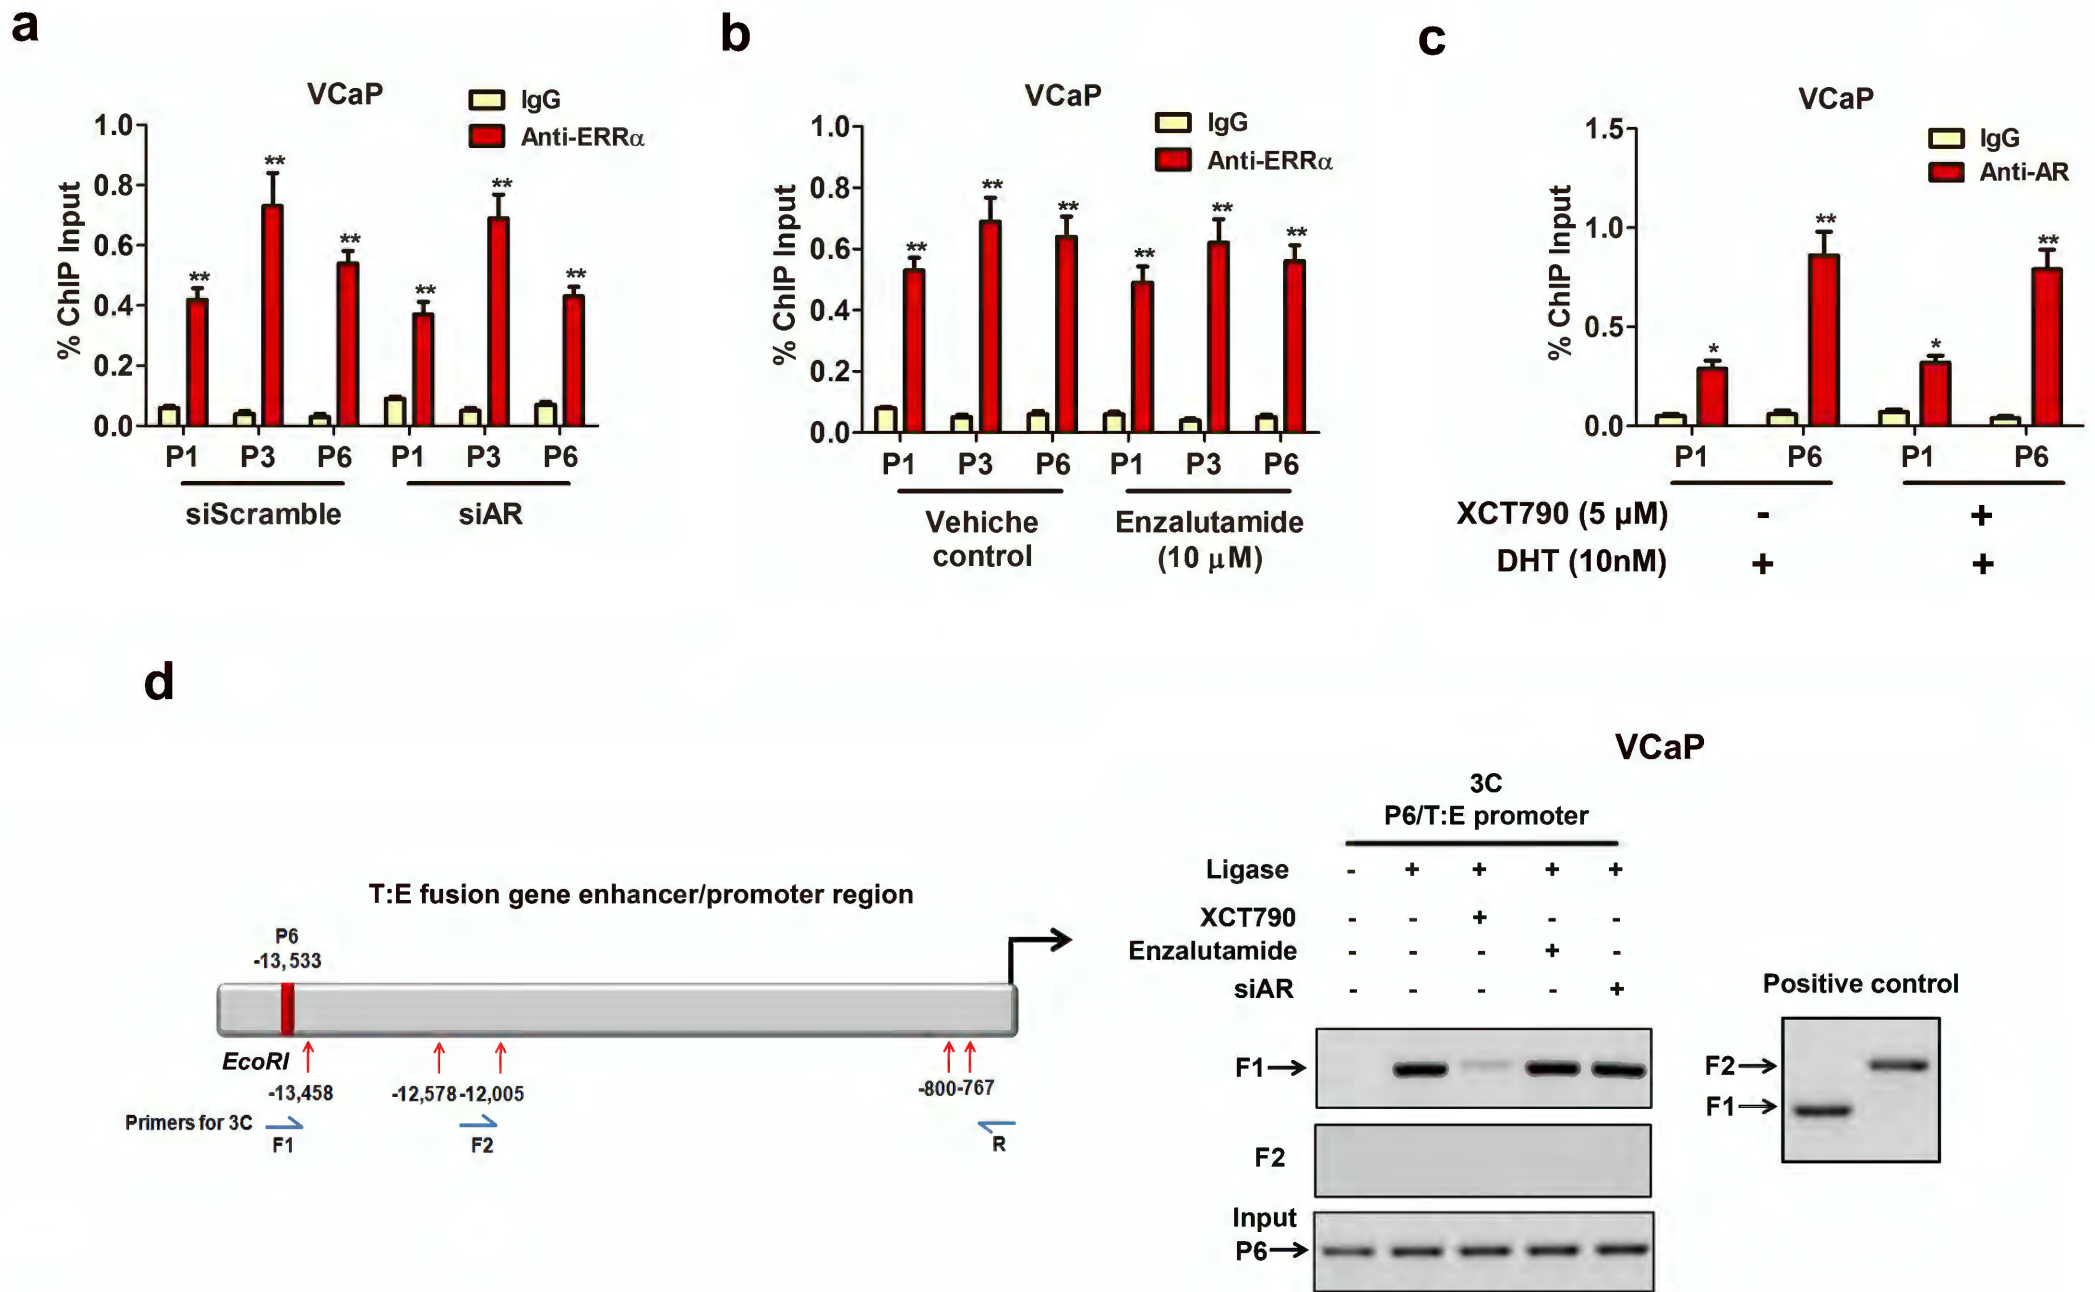 a
VCaP
IgG
Anti-ERRα
% ChIP Input
1.0
0.8
0.6
0.4
0.2
0.0
** ** ** ** ** **
P1 P3 P6 P1 P3 P6
siScramble siAR
b
VCaP
IgG
Anti-ERRα
% ChIP Input
1.0
0.8
0.6
0.4
0.2
0.0
** ** ** ** ** **
P1 P3 P6 P1 P3 P6
Vehiche Enzalutamide
control (10 μM)
c
VCaP
IgG
Anti-AR
% ChIP Input
1.5
1.0
0.5
0.0
* ** * **
P1 P6 P1 P6
XCT790 (5 μM) - +
DHT (10nM) + +
d
T:E fusion gene enhancer/promoter region
P6
-13,533
EcoRI
-13,458 -12,578 -12,005 -800 -767
Primers for 3C
F1 F2 R
VCaP
3C
P6/T:E promoter
Ligase - + + + +
XCT790 - - + - -
Enzalutamide - - - + -
siAR - - - - +
F1
F2
Input
P6
Positive control
F2
F1